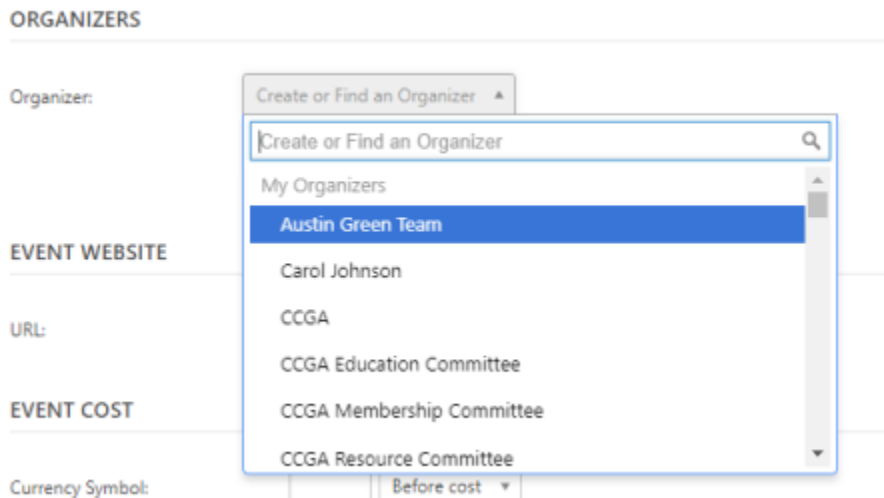 ORGANIZERS
Organizer:
Create or Find an Organizer
Create or Find an Organizer
My Organizers
Austin Green Team
Carol Johnson
CCGA
CCGA Education Committee
CCGA Membership Committee
CCGA Resource Committee
EVENT WEBSITE
URL:
EVENT COST
Currency Symbol:
Before cost